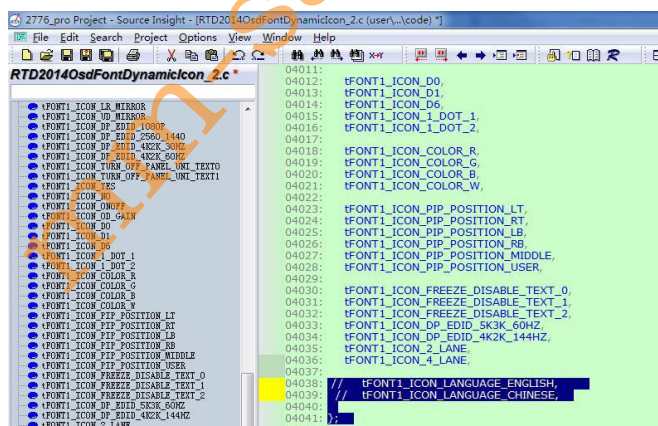 2776_pro Project - Source Insight - [RTD2014OsdFontDynamicIcon_2.c (user\...\code) *]
File Edit Search Project Options View Window Help
RTD2014OsdFontDynamicIcon_2.c *
tFONT1_ICON_LR_MIRROR
tFONT1_ICON_UD_MIRROR
tFONT1_ICON_DP_EDID_1080P
tFONT1_ICON_DP_EDID_2560_1440
tFONT1_ICON_DP_EDID_4K2K_30HZ
tFONT1_ICON_DP_EDID_4K2K_60HZ
tFONT1_ICON_TURN_OFF_PANEL_UNI_TEXT0
tFONT1_ICON_TURN_OFF_PANEL_UNI_TEXT1
tFONT1_ICON_YES
tFONT1_ICON_NO
tFONT1_ICON_ONOFF
tFONT1_ICON_OD_GAIN
tFONT1_ICON_D0
tFONT1_ICON_D1
tFONT1_ICON_D6
tFONT1_ICON_1_DOT_1
tFONT1_ICON_1_DOT_2
tFONT1_ICON_COLOR_R
tFONT1_ICON_COLOR_G
tFONT1_ICON_COLOR_B
tFONT1_ICON_COLOR_W
tFONT1_ICON_PIP_POSITION_LT
tFONT1_ICON_PIP_POSITION_RT
tFONT1_ICON_PIP_POSITION_LB
tFONT1_ICON_PIP_POSITION_RB
tFONT1_ICON_PIP_POSITION_MIDDLE
tFONT1_ICON_PIP_POSITION_USER
tFONT1_ICON_FREEZE_DISABLE_TEXT_0
tFONT1_ICON_FREEZE_DISABLE_TEXT_1
tFONT1_ICON_FREEZE_DISABLE_TEXT_2
tFONT1_ICON_DP_EDID_5K3K_60HZ
tFONT1_ICON_DP_EDID_4K2K_144HZ
tFONT1_ICON_2_LANE
04011:
04012: tFONT1_ICON_D0,
04013: tFONT1_ICON_D1,
04014: tFONT1_ICON_D6,
04015: tFONT1_ICON_1_DOT_1,
04016: tFONT1_ICON_1_DOT_2,
04017:
04018: tFONT1_ICON_COLOR_R,
04019: tFONT1_ICON_COLOR_G,
04020: tFONT1_ICON_COLOR_B,
04021: tFONT1_ICON_COLOR_W,
04022:
04023: tFONT1_ICON_PIP_POSITION_LT,
04024: tFONT1_ICON_PIP_POSITION_RT,
04025: tFONT1_ICON_PIP_POSITION_LB,
04026: tFONT1_ICON_PIP_POSITION_RB,
04027: tFONT1_ICON_PIP_POSITION_MIDDLE,
04028: tFONT1_ICON_PIP_POSITION_USER,
04029:
04030: tFONT1_ICON_FREEZE_DISABLE_TEXT_0,
04031: tFONT1_ICON_FREEZE_DISABLE_TEXT_1,
04032: tFONT1_ICON_FREEZE_DISABLE_TEXT_2,
04033: tFONT1_ICON_DP_EDID_5K3K_60HZ,
04034: tFONT1_ICON_DP_EDID_4K2K_144HZ,
04035: tFONT1_ICON_2_LANE,
04036: tFONT1_ICON_4_LANE,
04037:
04038: // tFONT1_ICON_LANGUAGE_ENGLISH,
04039: // tFONT1_ICON_LANGUAGE_CHINESE,
04040:
04041: };